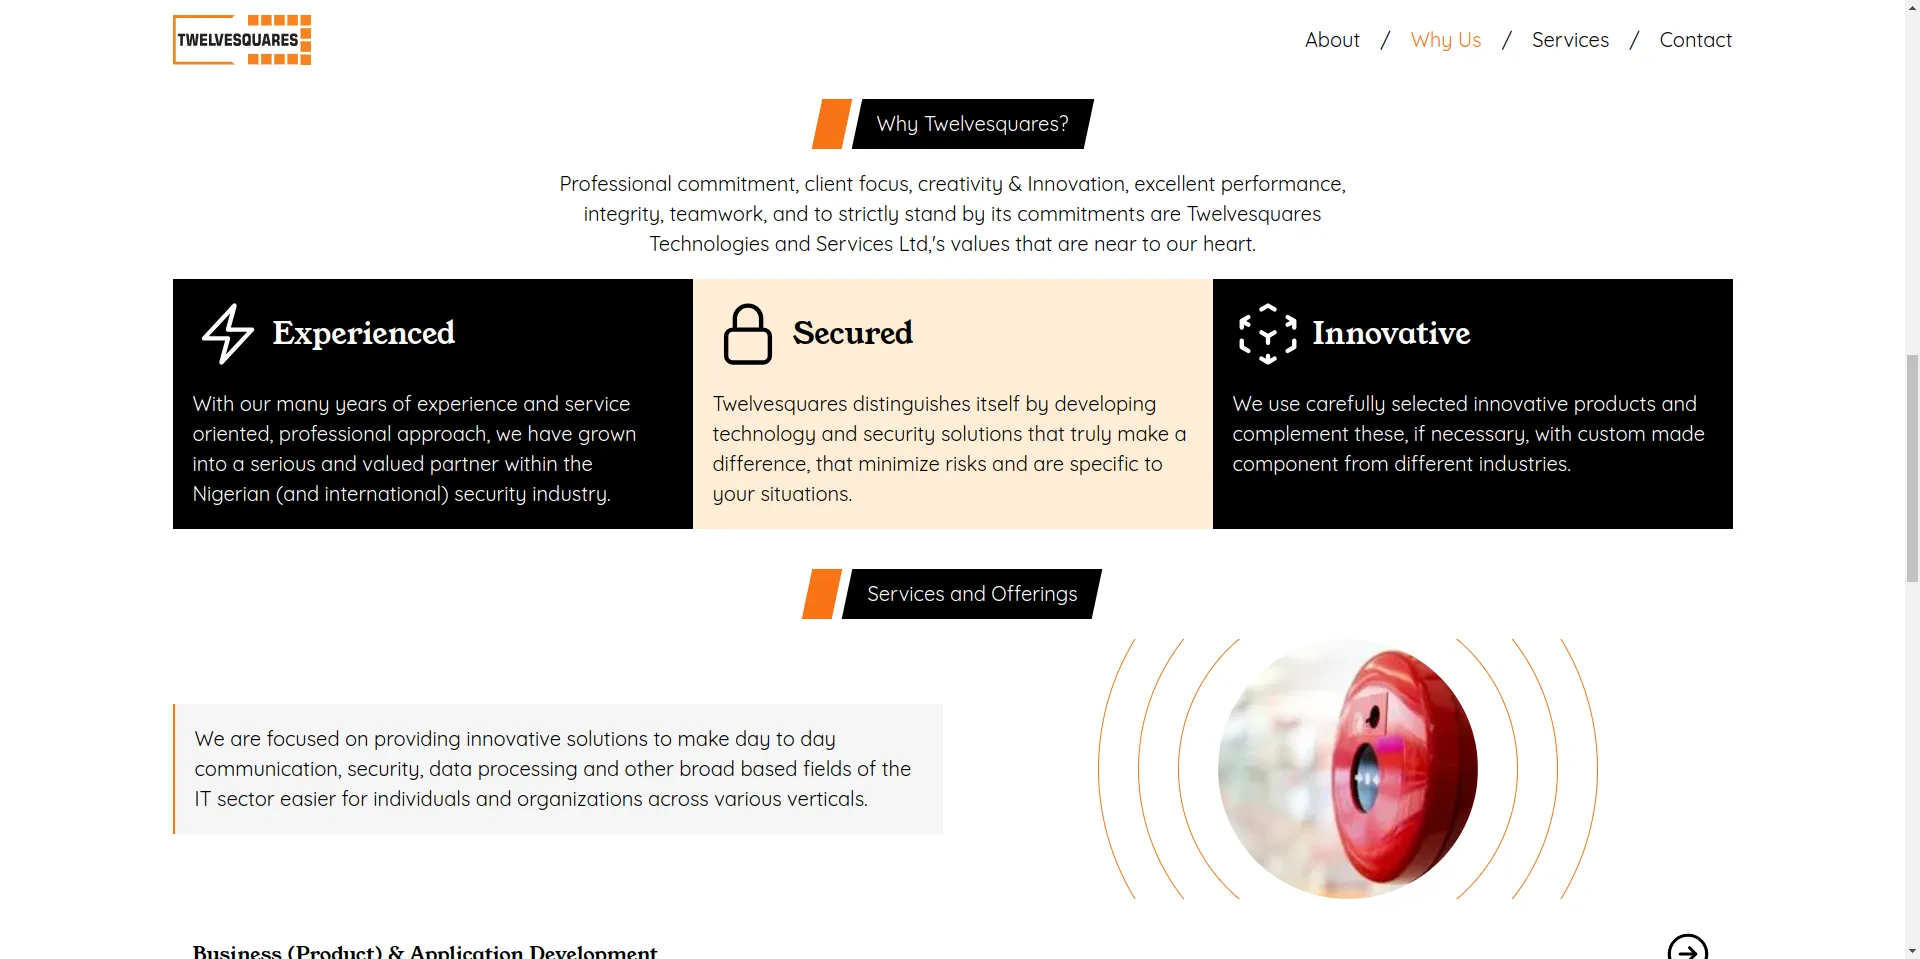 TWELVESQUARES
About / Why Us / Services / Contact
Why Twelvesquares?
Professional commitment, client focus, creativity & Innovation, excellent performance,
integrity, teamwork, and to strictly stand by its commitments are Twelvesquares
Technologies and Services Ltd,'s values that are near to our heart.
Experienced
With our many years of experience and service
oriented, professional approach, we have grown
into a serious and valued partner within the
Nigerian (and international) security industry.
Secured
Twelvesquares distinguishes itself by developing
technology and security solutions that truly make a
difference, that minimize risks and are specific to
your situations.
Innovative
We use carefully selected innovative products and
complement these, if necessary, with custom made
component from different industries.
Services and Offerings
We are focused on providing innovative solutions to make day to day
communication, security, data processing and other broad based fields of the
IT sector easier for individuals and organizations across various verticals.
Business (Product) & Application Development